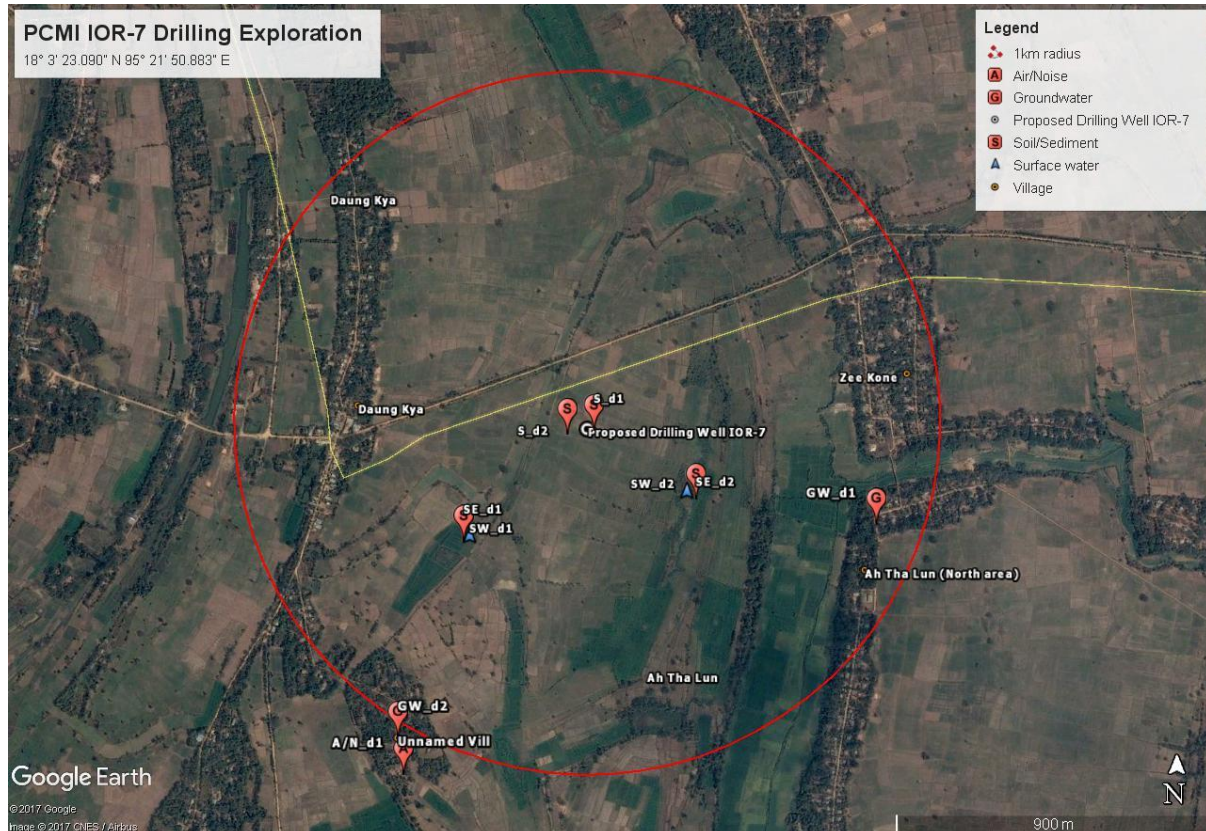 PCMI IOR-7 Drilling Exploration
18° 3' 23.090" N 95° 21' 50.883" E
Legend
1km radius
A Air/Noise
G Groundwater
Proposed Drilling Well IOR-7
S Soil/Sediment
Surface water
Village
Daung Kya
Zee Kone
Daung Kya
S S_d1
S_d2
Proposed Drilling Well IOR-7
S
SW_d2 SE_d2
GW_d1 G
SE_d1
SW_d1
Ah Tha Lun (North area)
Ah Tha Lun
GW_d2
A/N_d1 Unnamed Vill
Google Earth
© 2017 Google
Image © 2017 CNES / Airbus
N
900 m